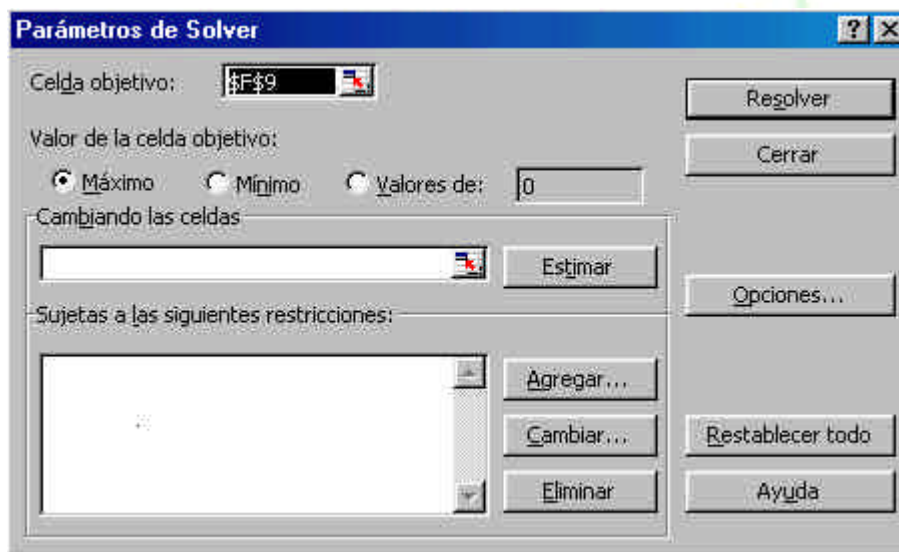 Parámetros de Solver
Celda objetivo: $F$9
Resolver
Valor de la celda objetivo:
Cerrar
Máximo Mínimo Valores de: 0
Cambiando las celdas
Estimar
Opciones...
Sujetas a las siguientes restricciones:
Agregar...
Cambiar...
Restablecer todo
Eliminar
Ayuda